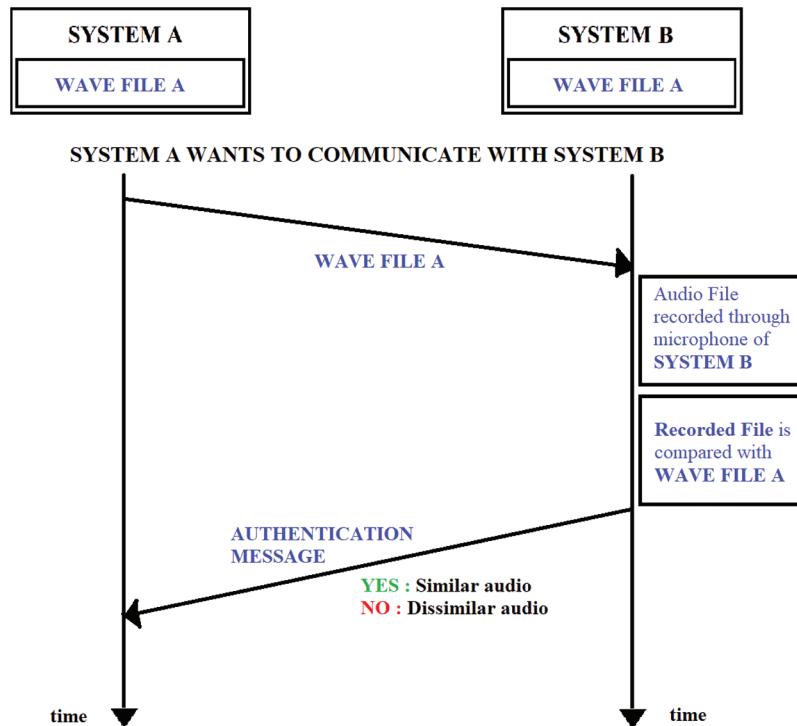 SYSTEM A
WAVE FILE A
SYSTEM B
WAVE FILE A
SYSTEM A WANTS TO COMMUNICATE WITH SYSTEM B
WAVE FILE A
Audio File
recorded through
microphone of
SYSTEM B
Recorded File is
compared with
WAVE FILE A
AUTHENTICATION
MESSAGE
YES : Similar audio
NO : Dissimilar audio
time
time